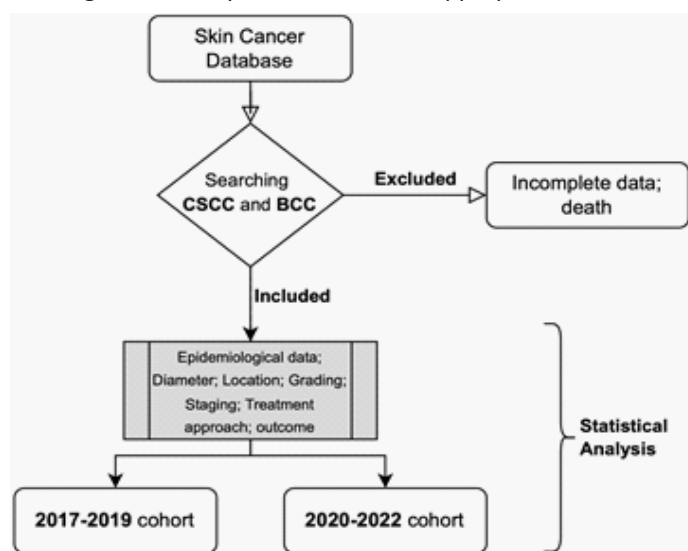 Skin Cancer
Database
Searching
CSCC and BCC
Excluded
Incomplete data;
death
Included
Epidemiological data;
Diameter; Location; Grading;
Staging; Treatment
approach; outcome
Statistical
Analysis
2017-2019 cohort
2020-2022 cohort